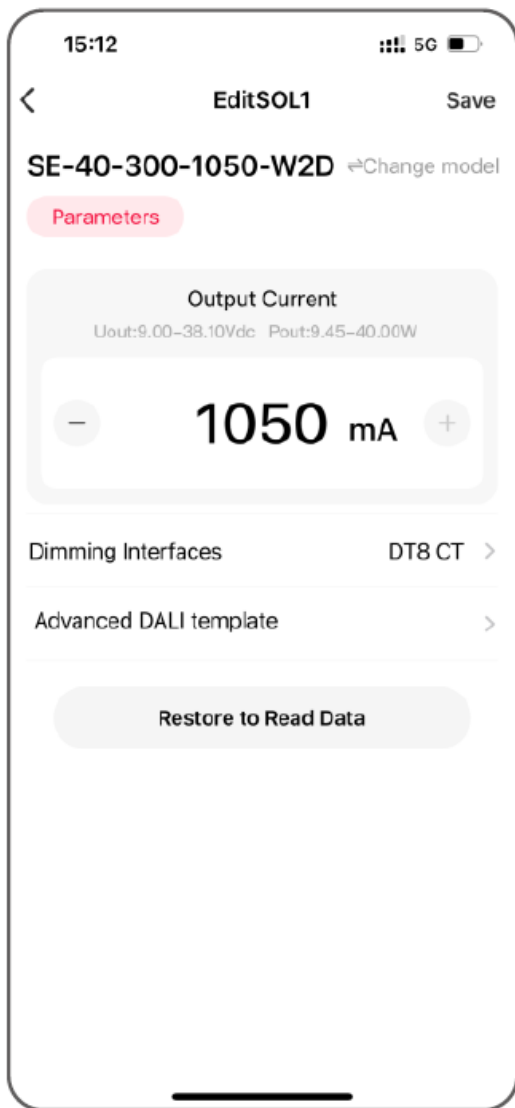 15:12 5G
EditSOL1 Save
SE-40-300-1050-W2D ⇌Change model
Parameters
Output Current
Uout:9.00-38.10Vdc Pout:9.45-40.00W
− 1050 mA +
Dimming Interfaces DT8 CT >
Advanced DALI template >
Restore to Read Data